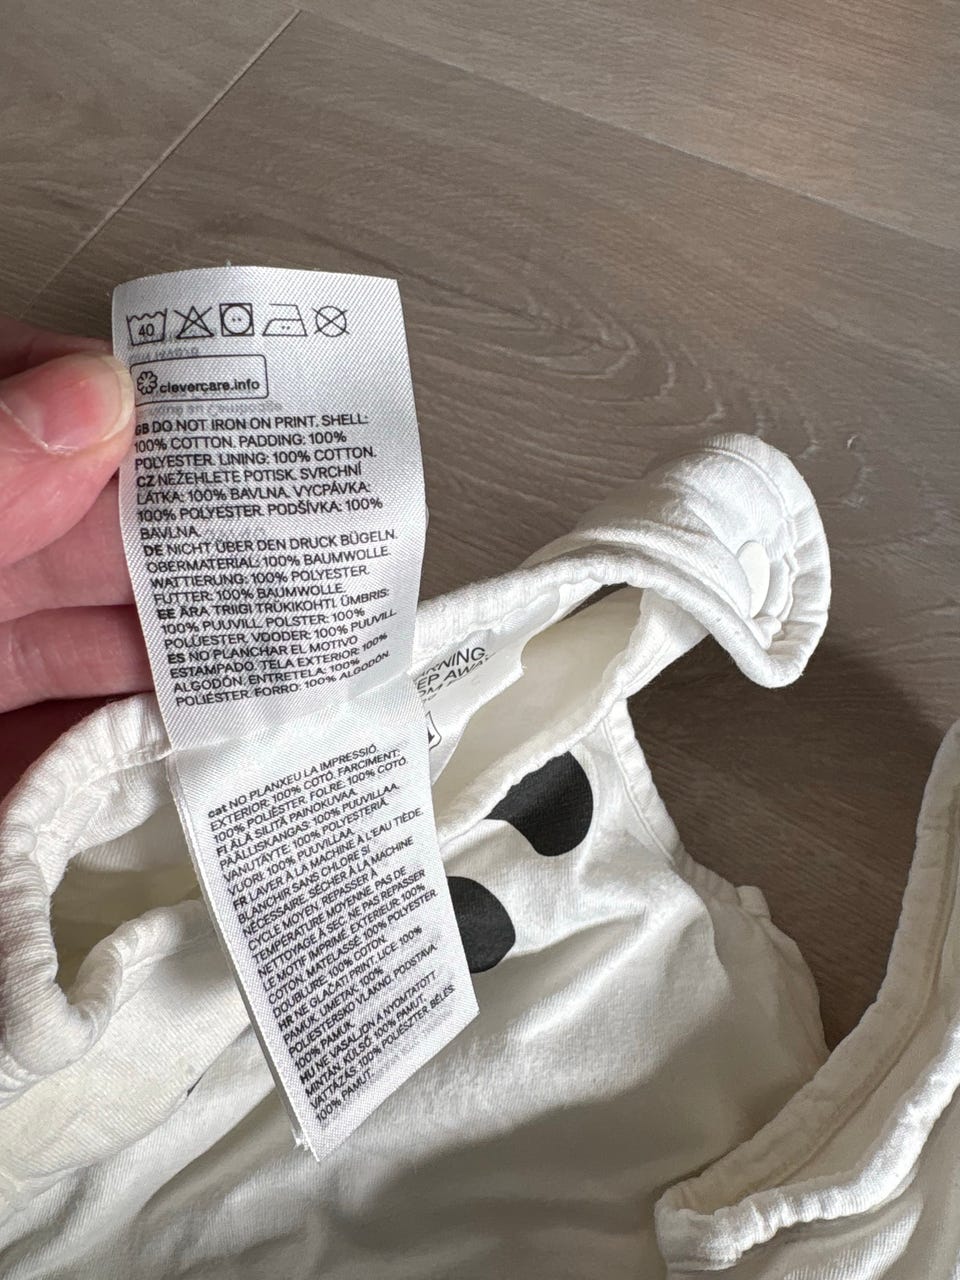 40
clevercare.info
GB DO NOT IRON ON PRINT. SHELL:
100% COTTON. PADDING: 100%
POLYESTER. LINING: 100% COTTON.
CZ NEŽEHLETE POTISK. SVRCHNÍ
LÁTKA: 100% BAVLNA. VYCPÁVKA:
100% POLYESTER. PODŠÍVKA: 100%
BAVLNA.
DE NICHT ÜBER DEN DRUCK BÜGELN.
OBERMATERIAL: 100% BAUMWOLLE.
WATTIERUNG: 100% POLYESTER.
FUTTER: 100% BAUMWOLLE.
EE ÄRA TRIIGI TRÜKIKOHTI. ÜMBRIS:
100% PUUVILL. POLSTER: 100%
POLÜESTER. VOODER: 100% PUUVILL.
ES NO PLANCHAR EL MOTIVO
ESTAMPADO. TELA EXTERIOR: 100%
ALGODÓN. ENTRETELA: 100%
POLIÉSTER. FORRO: 100% ALGODÓN.
cat NO PLANXEU LA IMPRESSIÓ.
EXTERIOR: 100% COTÓ. FARCIMENT:
100% POLIÈSTER. FOLRE: 100% COTÓ.
FI ÄLÄ SILITÄ PAINOKUVAA.
PÄÄLLISKANGAS: 100% PUUVILLAA.
VANUTÄYTE: 100% POLYESTERIÄ.
VUORI: 100% PUUVILLAA.
FR LAVER À LA MACHINE À L'EAU TIÈDE.
BLANCHIR SANS CHLORE SI
NÉCESSAIRE. SÉCHER À LA MACHINE
CYCLE MOYEN. REPASSER À
TEMPÉRATURE MOYENNE. PAS DE
NETTOYAGE À SEC. NE PAS REPASSER
LE MOTIF IMPRIMÉ. EXTÉRIEUR: 100%
COTON. MATELASSÉ: 100% POLYESTER.
DOUBLURE: 100% COTON.
HR NE GLAČATI PRINT. LICE: 100%
PAMUK. UMETAK: 100%
POLIESTERSKO VLAKNO. PODSTAVA:
100% PAMUK.
HU NE VASALJON A NYOMTATOTT
MINTÁN. KÜLSŐ: 100% PAMUT.
VATTAZÁS: 100% POLIÉSZTER. BÉLÉS:
100% PAMUT.
AWAY